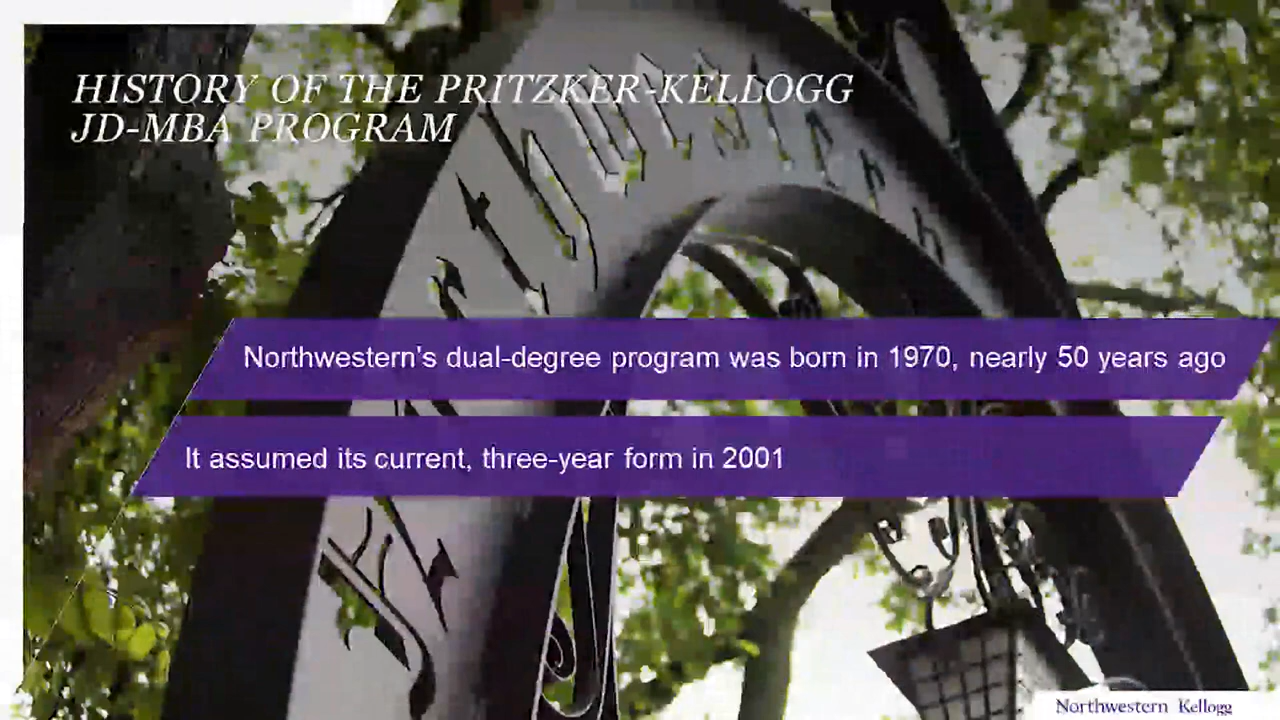 HISTORY OF THE PRITZKER-KELLOGG
JD-MBA PROGRAM
Northwestern's dual-degree program was born in 1970, nearly 50 years ago
It assumed its current, three-year form in 2001
Northwestern Kellogg